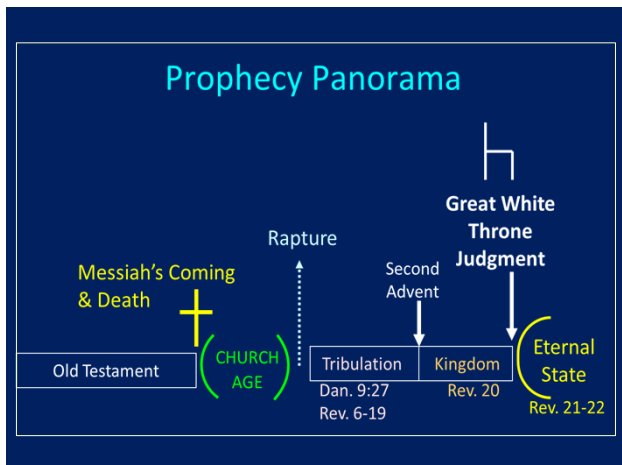 Prophecy Panorama
Great White
Throne
Judgment
Rapture
Second
Advent
Messiah's Coming
& Death
Old Testament
CHURCH
AGE
Tribulation
Kingdom
Eternal
State
Dan. 9:27
Rev. 6-19
Rev. 20
Rev. 21-22